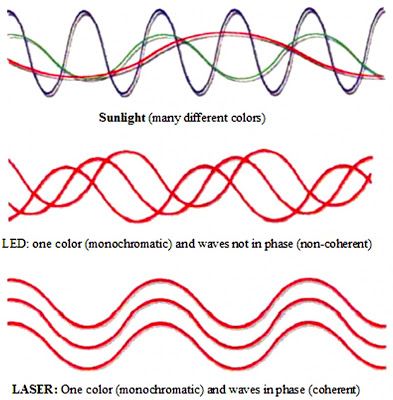 Sunlight (many different colors)
LED: one color (monochromatic) and waves not in phase (non-coherent)
LASER: One color (monochromatic) and waves in phase (coherent)